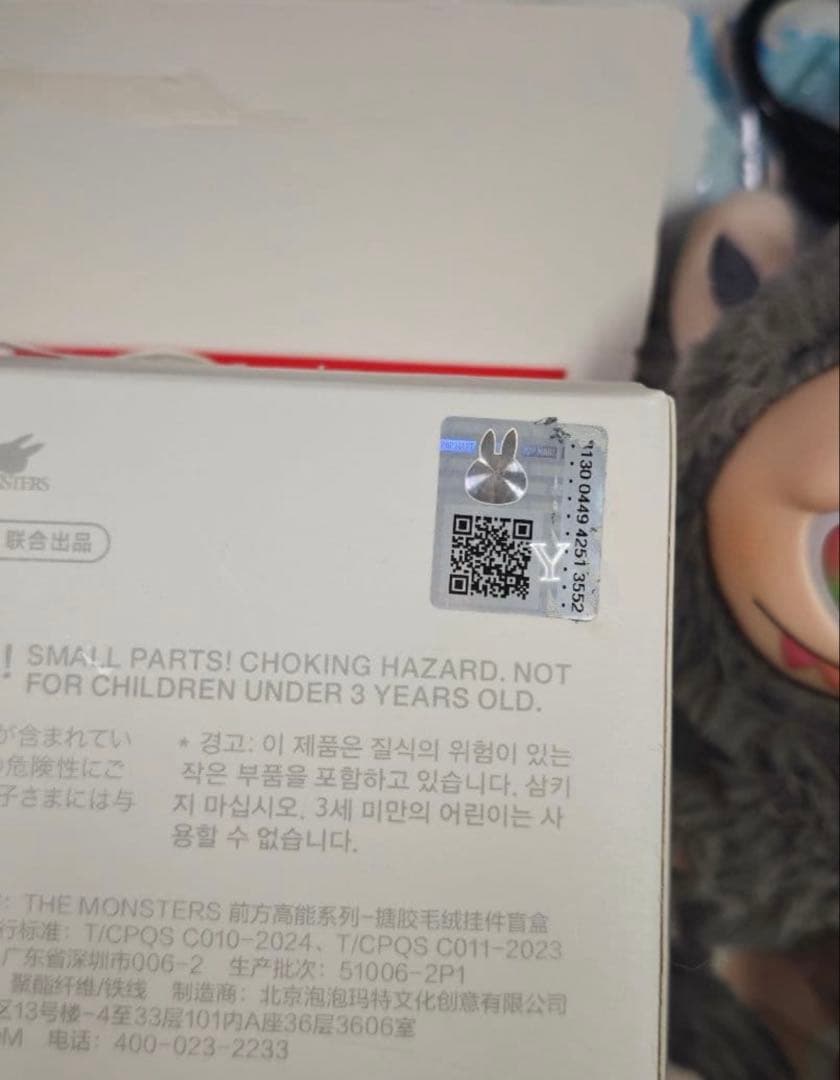 STERS
联合出品
POP MART
1130 0449 4251 3552
Y
! SMALL PARTS! CHOKING HAZARD. NOT
FOR CHILDREN UNDER 3 YEARS OLD.
が含まれてい
危険性にご
子さまには与
* 경고: 이 제품은 질식의 위험이 있는
작은 부품을 포함하고 있습니다. 삼키
지 마십시오. 3세 미만의 어린이는 사
용할 수 없습니다.
: THE MONSTERS 前方高能系列-搪胶毛绒挂件盲盒
行标准: T/CPQS C010-2024、T/CPQS C011-2023
广东省深圳市006-2 生产批次: 51006-2P1
聚酯纤维/铁线 制造商: 北京泡泡玛特文化创意有限公司
区13号楼-4至33层101内A座36层3606室
OM 电话: 400-023-2233